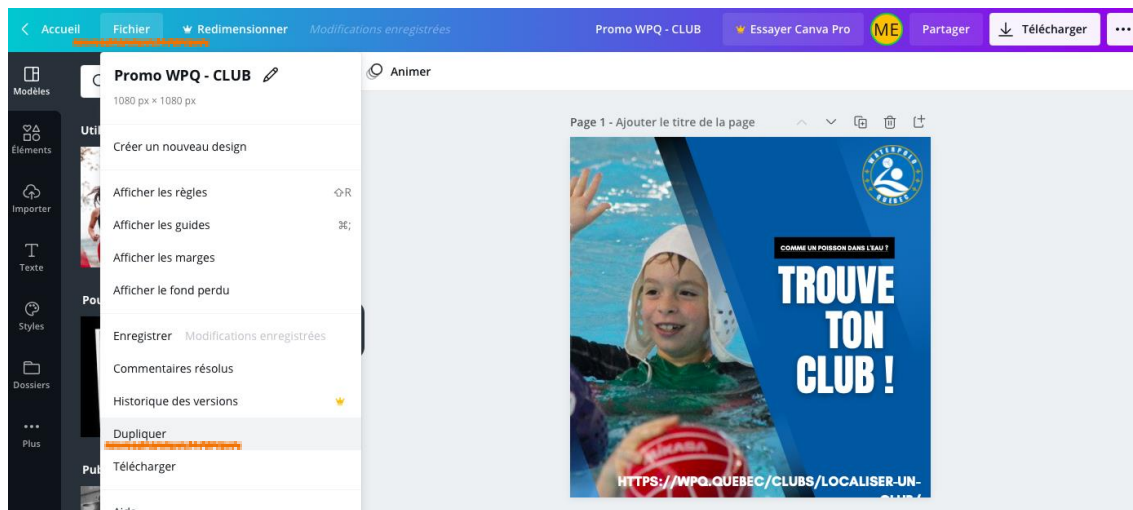 Accueil Fichier Redimensionner Modifications enregistrées Promo WPQ - CLUB Essayer Canva Pro ME Partager Télécharger
Modèles
Éléments
Importer
Texte
Styles
Dossiers
Plus
Promo WPQ - CLUB
1080 px × 1080 px
Créer un nouveau design
Afficher les règles ⇧R
Afficher les guides ⌘;
Afficher les marges
Afficher le fond perdu
Enregistrer Modifications enregistrées
Commentaires résolus
Historique des versions
Dupliquer
Télécharger
Animer
Page 1 - Ajouter le titre de la page
WATERPOLO
QUÉBEC
COMME UN POISSON DANS L'EAU ?
TROUVE
TON
CLUB !
MIKASA
HTTPS://WPQ.QUEBEC/CLUBS/LOCALISER-UN-
CLUB/